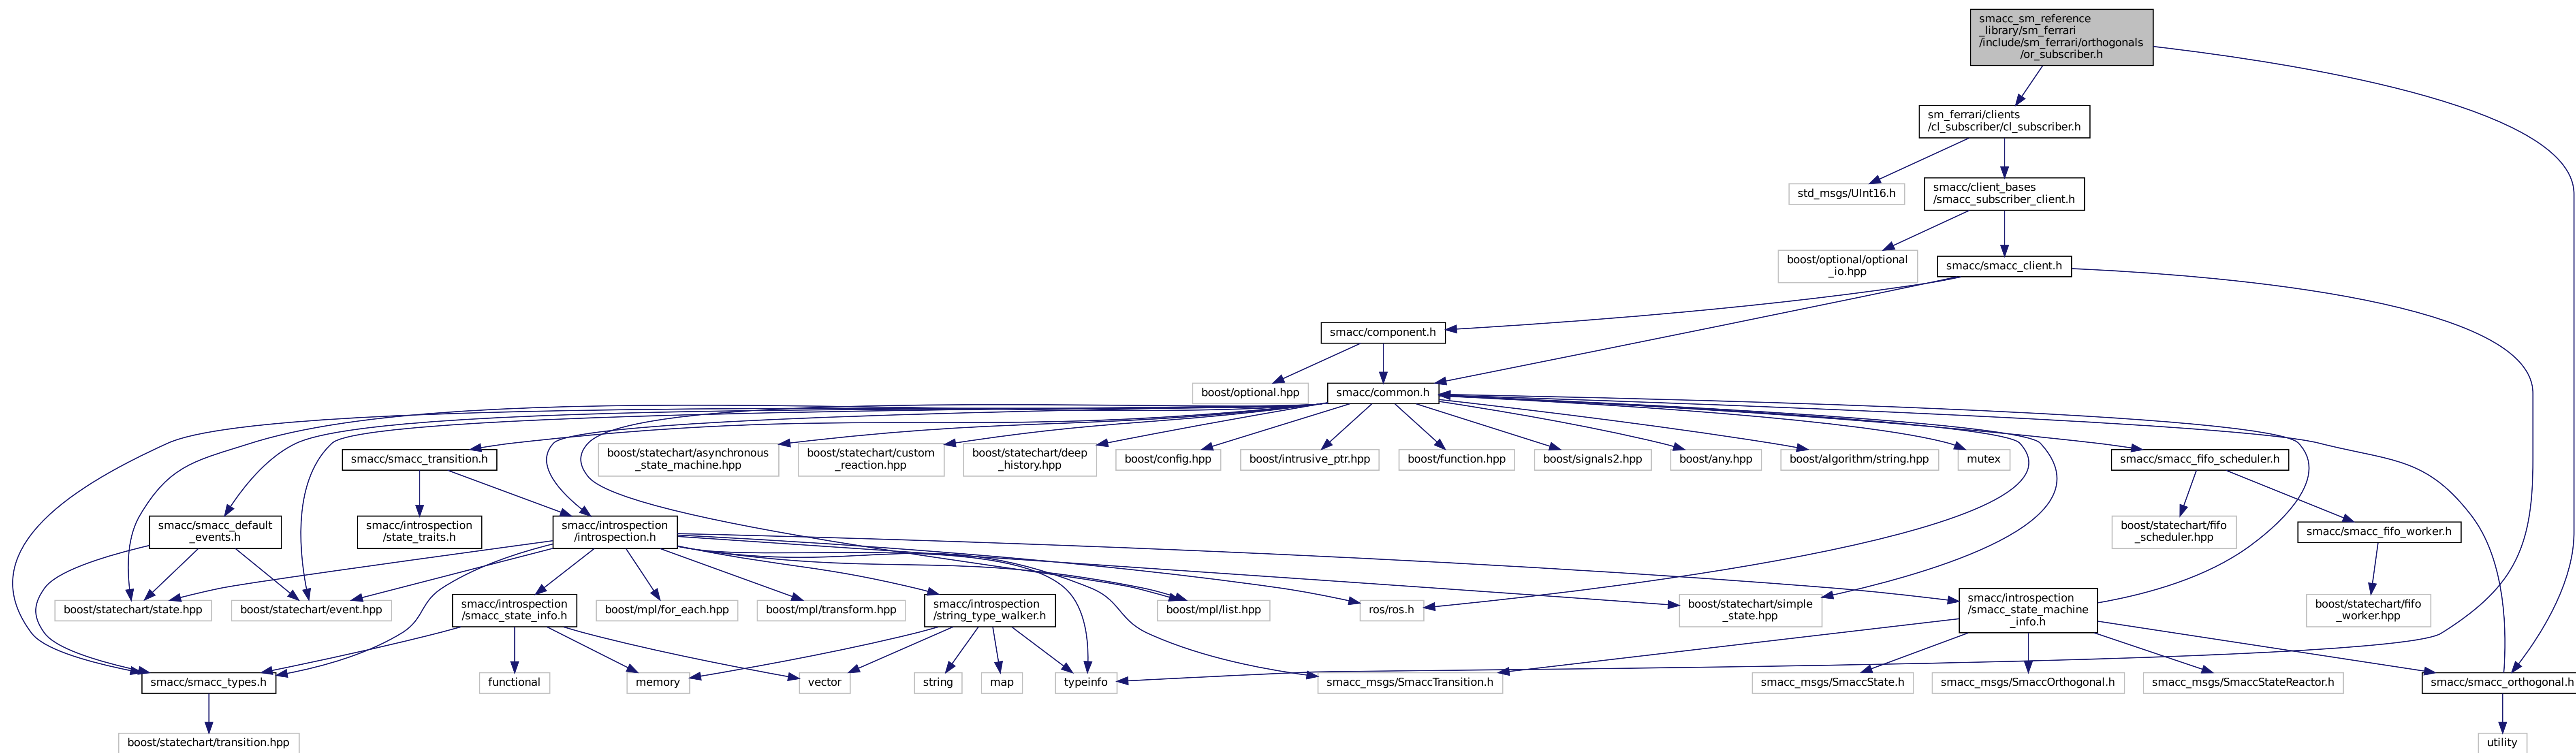 smacc_sm_reference
_library/sm_ferrari
/include/sm_ferrari/orthogonals
/or_subscriber.h
sm_ferrari/clients
/cl_subscriber/cl_subscriber.h
std_msgs/UInt16.h
smacc/client_bases
/smacc_subscriber_client.h
boost/optional/optional
_io.hpp
smacc/smacc_client.h
smacc/component.h
boost/optional.hpp
smacc/common.h
smacc/smacc_transition.h
boost/statechart/asynchronous
_state_machine.hpp
boost/statechart/custom
_reaction.hpp
boost/statechart/deep
_history.hpp
boost/config.hpp
boost/intrusive_ptr.hpp
boost/function.hpp
boost/signals2.hpp
boost/any.hpp
boost/algorithm/string.hpp
mutex
smacc/smacc_fifo_scheduler.h
smacc/smacc_default
_events.h
smacc/introspection
/state_traits.h
smacc/introspection
/introspection.h
boost/statechart/fifo
_scheduler.hpp
smacc/smacc_fifo_worker.h
boost/statechart/state.hpp
boost/statechart/event.hpp
smacc/introspection
/smacc_state_info.h
boost/mpl/for_each.hpp
boost/mpl/transform.hpp
smacc/introspection
/string_type_walker.h
boost/mpl/list.hpp
ros/ros.h
boost/statechart/simple
_state.hpp
smacc/introspection
/smacc_state_machine
_info.h
boost/statechart/fifo
_worker.hpp
smacc/smacc_types.h
functional
memory
vector
string
map
typeinfo
smacc_msgs/SmaccTransition.h
smacc_msgs/SmaccState.h
smacc_msgs/SmaccOrthogonal.h
smacc_msgs/SmaccStateReactor.h
smacc/smacc_orthogonal.h
boost/statechart/transition.hpp
utility